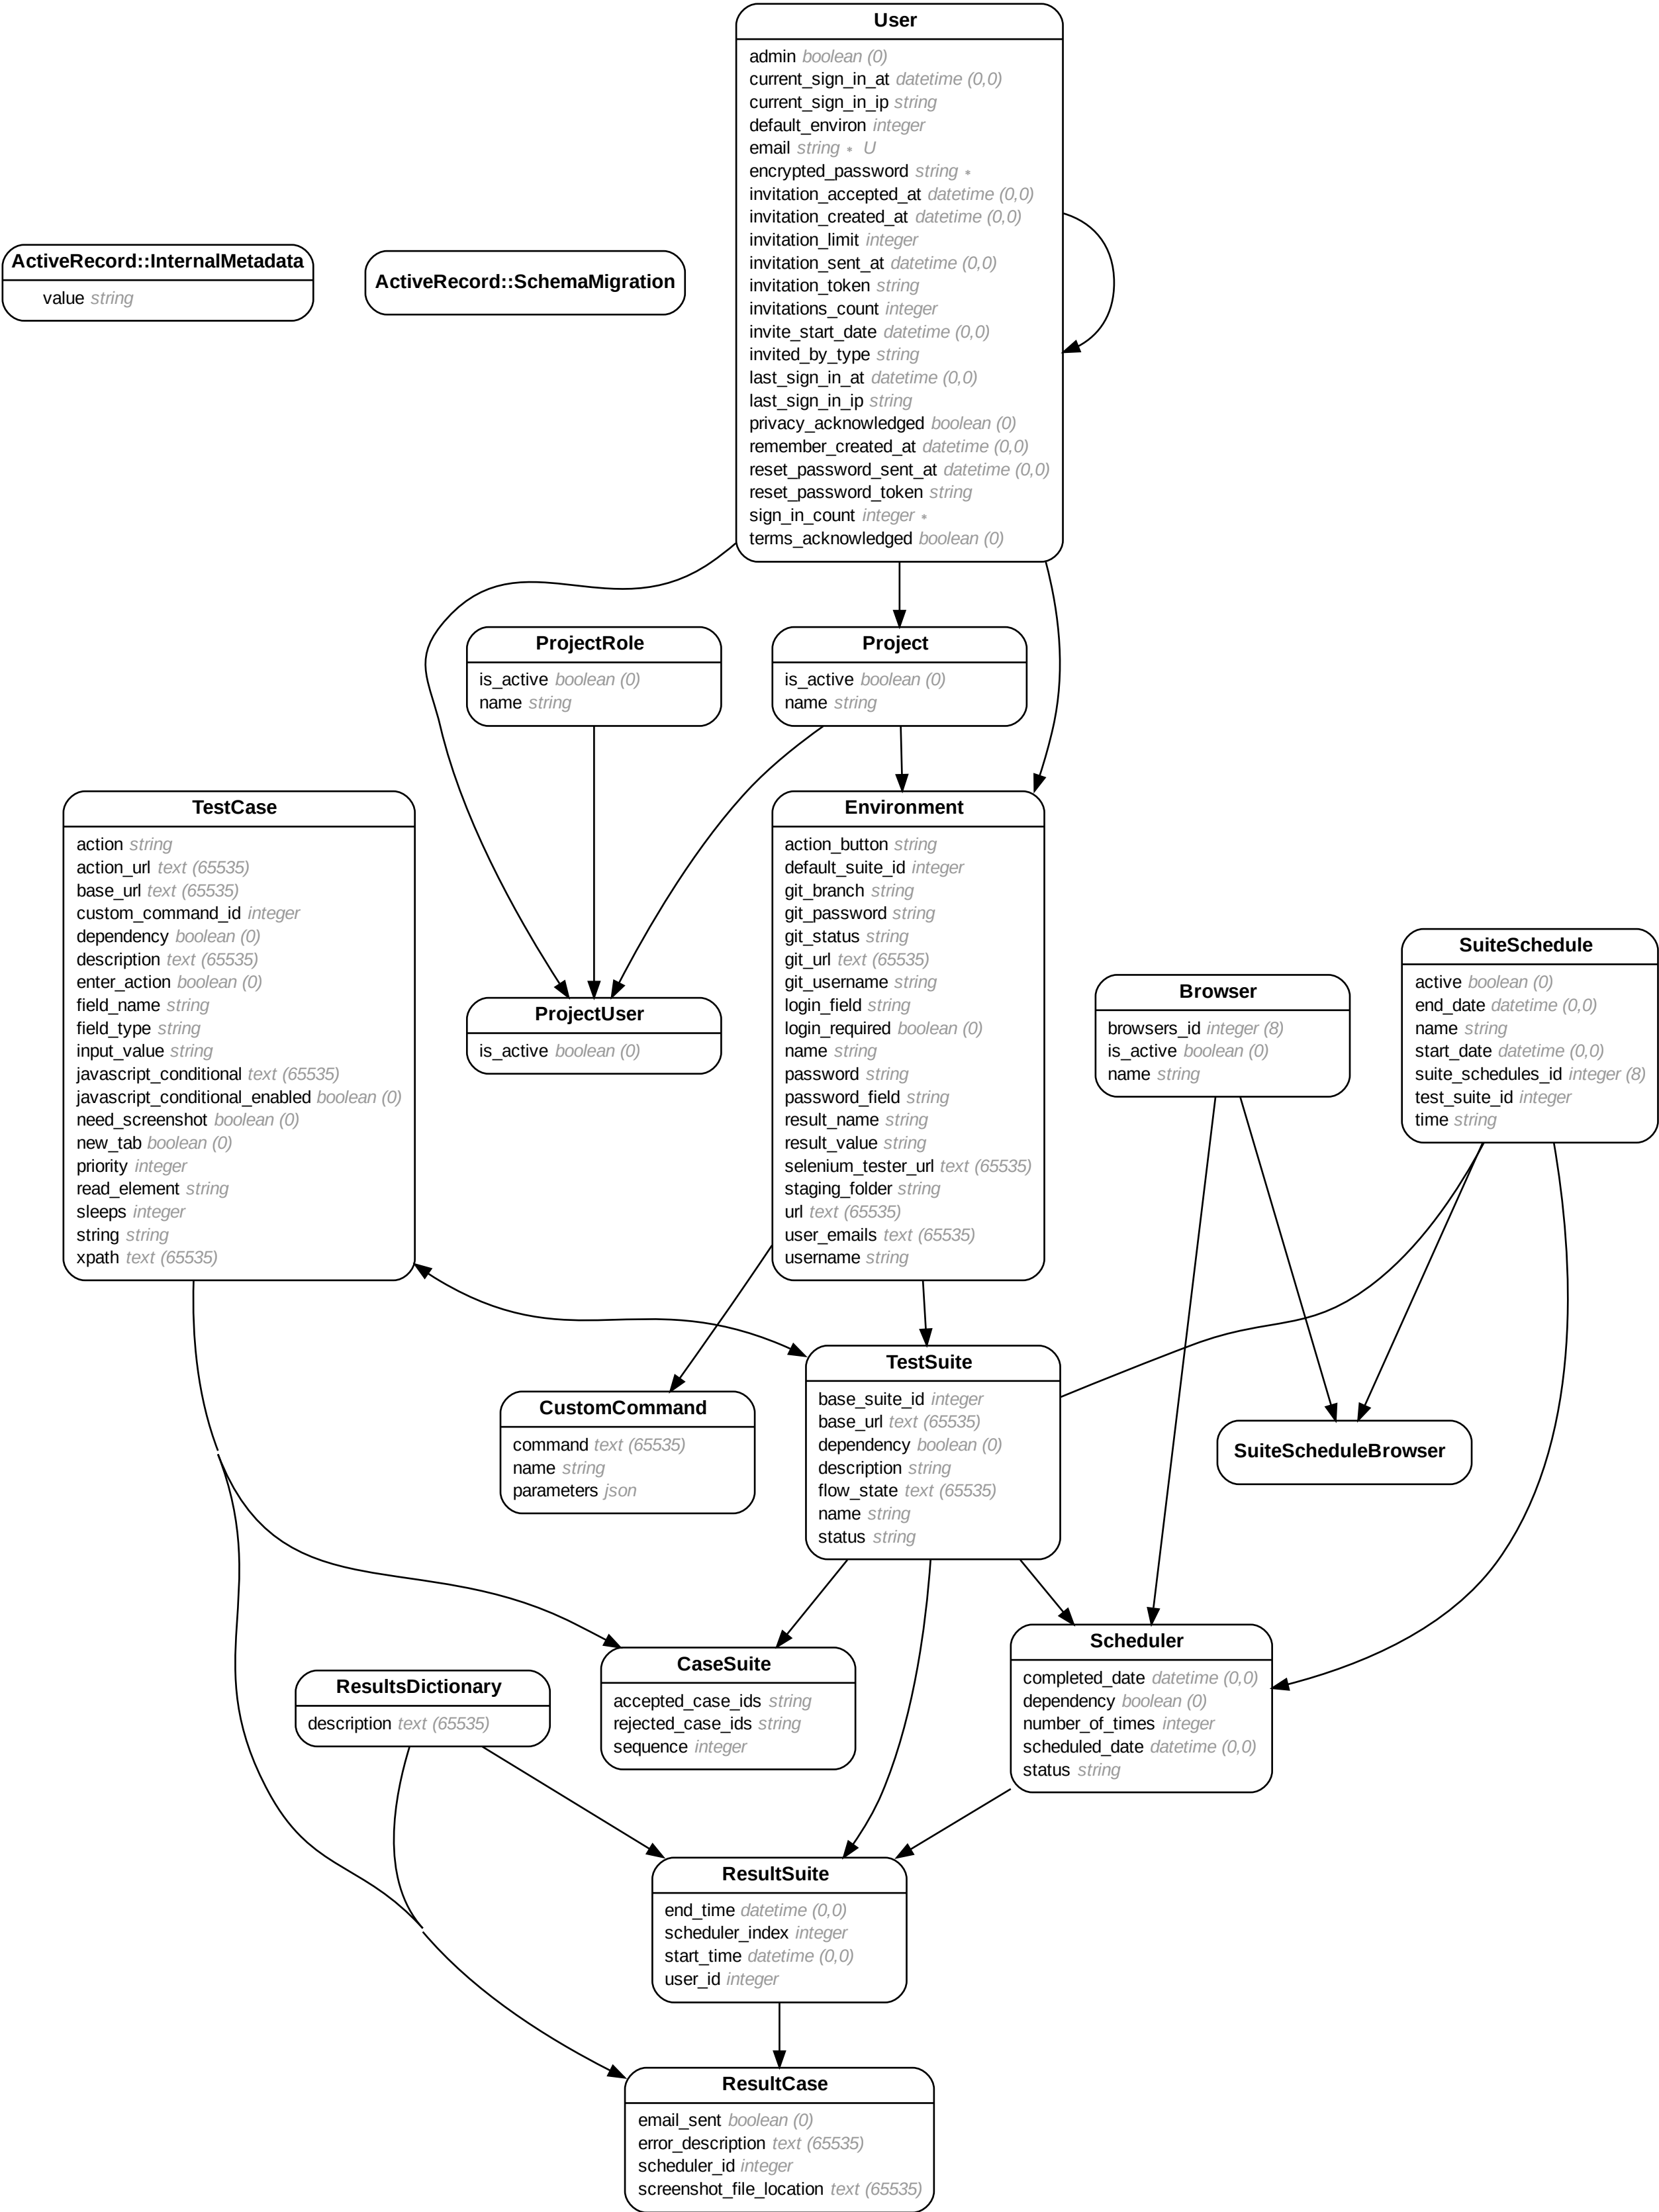 User
admin boolean (0)
current_sign_in_at datetime (0,0)
current_sign_in_ip string
default_environ integer
email string * U
encrypted_password string *
invitation_accepted_at datetime (0,0)
invitation_created_at datetime (0,0)
invitation_limit integer
invitation_sent_at datetime (0,0)
invitation_token string
invitations_count integer
invite_start_date datetime (0,0)
invited_by_type string
last_sign_in_at datetime (0,0)
last_sign_in_ip string
privacy_acknowledged boolean (0)
remember_created_at datetime (0,0)
reset_password_sent_at datetime (0,0)
reset_password_token string
sign_in_count integer *
terms_acknowledged boolean (0)
ActiveRecord::InternalMetadata
value string
ActiveRecord::SchemaMigration
ProjectRole
is_active boolean (0)
name string
Project
is_active boolean (0)
name string
TestCase
action string
action_url text (65535)
base_url text (65535)
custom_command_id integer
dependency boolean (0)
description text (65535)
enter_action boolean (0)
field_name string
field_type string
input_value string
javascript_conditional text (65535)
javascript_conditional_enabled boolean (0)
need_screenshot boolean (0)
new_tab boolean (0)
priority integer
read_element string
sleeps integer
string string
xpath text (65535)
ProjectUser
is_active boolean (0)
Environment
action_button string
default_suite_id integer
git_branch string
git_password string
git_status string
git_url text (65535)
git_username string
login_field string
login_required boolean (0)
name string
password string
password_field string
result_name string
result_value string
selenium_tester_url text (65535)
staging_folder string
url text (65535)
user_emails text (65535)
username string
Browser
browsers_id integer (8)
is_active boolean (0)
name string
SuiteSchedule
active boolean (0)
end_date datetime (0,0)
name string
start_date datetime (0,0)
suite_schedules_id integer (8)
test_suite_id integer
time string
CustomCommand
command text (65535)
name string
parameters json
TestSuite
base_suite_id integer
base_url text (65535)
dependency boolean (0)
description string
flow_state text (65535)
name string
status string
SuiteScheduleBrowser
ResultsDictionary
description text (65535)
CaseSuite
accepted_case_ids string
rejected_case_ids string
sequence integer
Scheduler
completed_date datetime (0,0)
dependency boolean (0)
number_of_times integer
scheduled_date datetime (0,0)
status string
ResultSuite
end_time datetime (0,0)
scheduler_index integer
start_time datetime (0,0)
user_id integer
ResultCase
email_sent boolean (0)
error_description text (65535)
scheduler_id integer
screenshot_file_location text (65535)